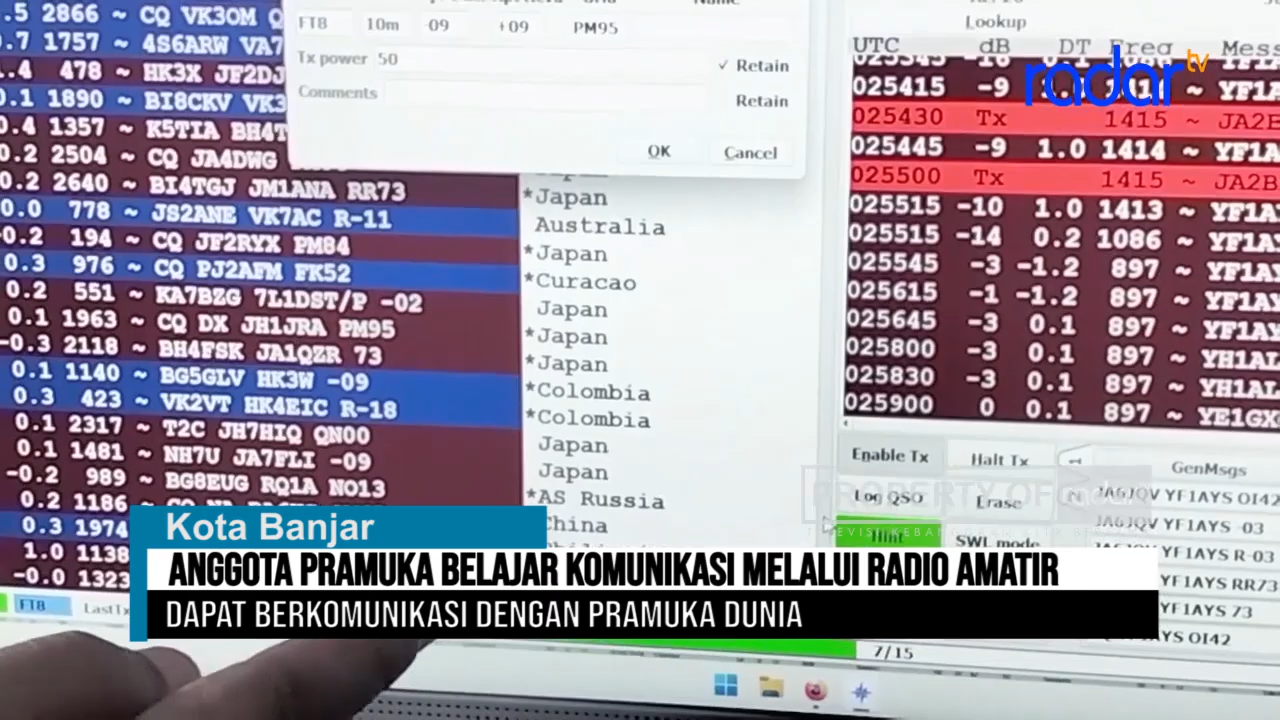 FT8 10m -09 +09 PM95
Tx power 50
✓ Retain
Comments
Retain
OK Cancel
.5 2866 ~ CQ VK3OM
.7 1757 ~ 4S6ARW VA7
1.4 478 ~ HK3X JF2DJ
0.1 1890 ~ BI8CKV VK3
0.4 1357 ~ K5TIA BH4T
0.2 2504 ~ CQ JA4DWG
0.2 2640 ~ BI4TGJ JM1ANA RR73
0.0 778 ~ JS2ANE VK7AC R-11
0.2 194 ~ CQ JF2RYX PM84
0.3 976 ~ CQ PJ2AFM FK52
0.2 551 ~ KA7BZG 7L1DST/P -02
0.1 1963 ~ CQ DX JH1JRA PM95
-0.3 2118 ~ BH4FSK JA1QZR 73
0.1 1140 ~ BG5GLV HK3W -09
0.3 423 ~ VK2VT HK4EIC R-18
0.1 2317 ~ T2C JH7HIQ QN00
0.1 1481 ~ NH7U JA7FLI -09
-0.2 989 ~ BG8EUG RQ1A NO13
0.2 1186 ~
0.3 1974
1.0 1138
-0.0 1323
*Japan
Australia
*Japan
*Curacao
Japan
*Japan
*Japan
*Colombia
*Colombia
Japan
Japan
*AS Russia
China
Lookup
UTC dB DT Freq Mess
025415 -9 1.0
025430 Tx 1415 ~ JA2B
025445 -9 1.0 1414 ~ YF1A
025500 Tx 1415 ~ JA2B
025515 -10 1.0 1413 ~ YF1A
025515 -14 0.2 1086 ~ YF1A
025545 -3 -1.2 897 ~ YF1AY
025615 -1 -1.2 897 ~ YF1AY
025645 -3 0.1 897 ~ YF1AY
025800 -3 0.1 897 ~ YH1AL
025830 -3 0.1 897 ~ YH1AL
025900 0 0.1 897 ~ YE1GX
radar tv
Enable Tx Halt Tx GenMsgs
Log QSO Erase JA6JQV YF1AYS OI42
PROPERTY OF
JA6JQV YF1AYS -03
Hint SWL mode
YF1AYS R-03
YF1AYS RR73
YF1AYS 73
YF1AYS OI42
FT8
7/15
Kota Banjar
ANGGOTA PRAMUKA BELAJAR KOMUNIKASI MELALUI RADIO AMATIR
DAPAT BERKOMUNIKASI DENGAN PRAMUKA DUNIA